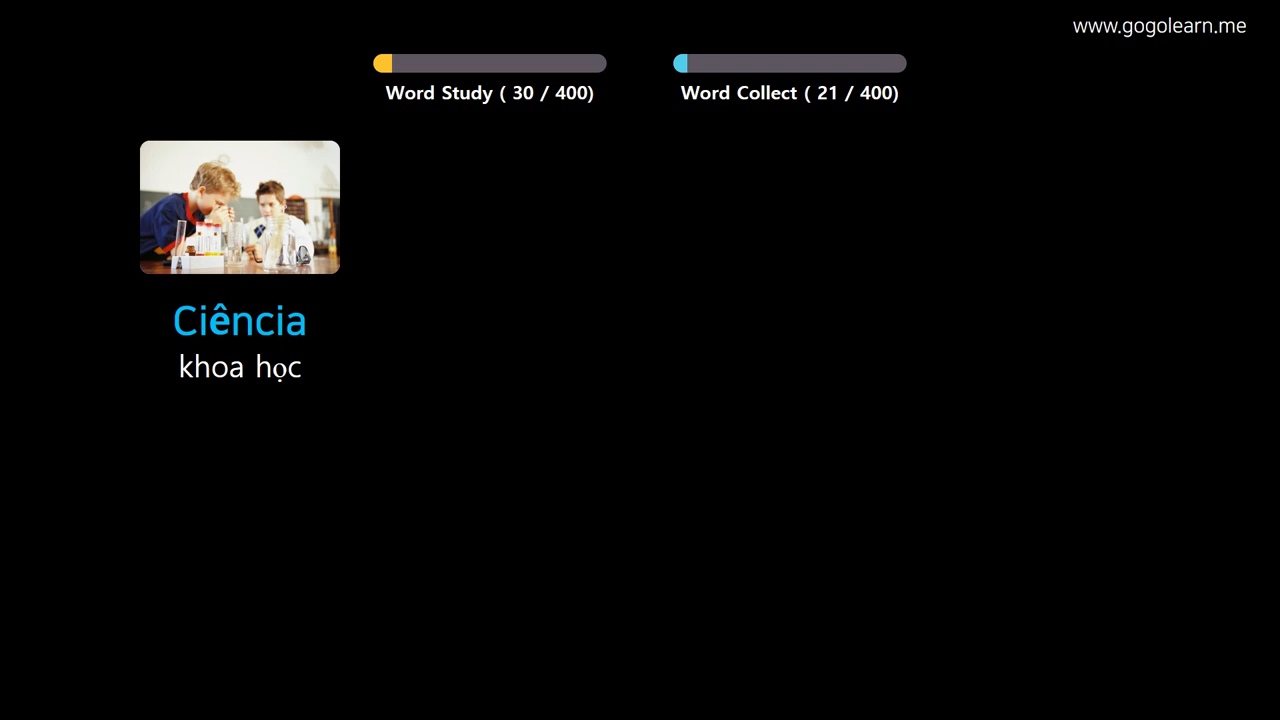 www.gogolearn.me
Word Study ( 30 / 400)
Word Collect ( 21 / 400)
Ciência
khoa học